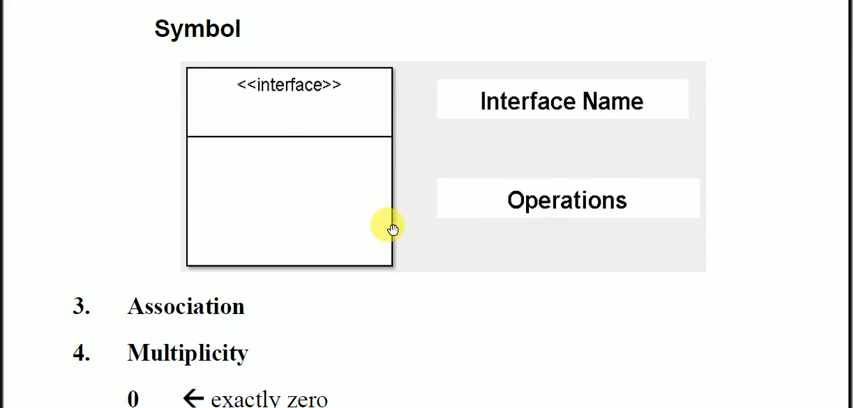 Symbol
<<interface>>
Interface Name
Operations
3. Association
4. Multiplicity
0 ← exactly zero